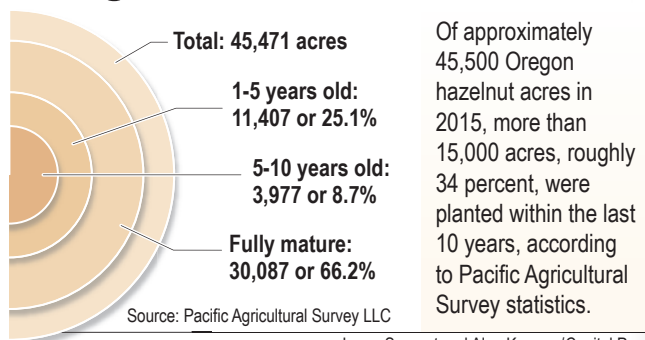 Total: 45,471 acres
1-5 years old:
11,407 or 25.1%
5-10 years old:
3,977 or 8.7%
Fully mature:
30,087 or 66.2%
Source: Pacific Agricultural Survey LLC
Of approximately
45,500 Oregon
hazelnut acres in
2015, more than
15,000 acres, roughly
34 percent, were
planted within the last
10 years, according
to Pacific Agricultural
Survey statistics.